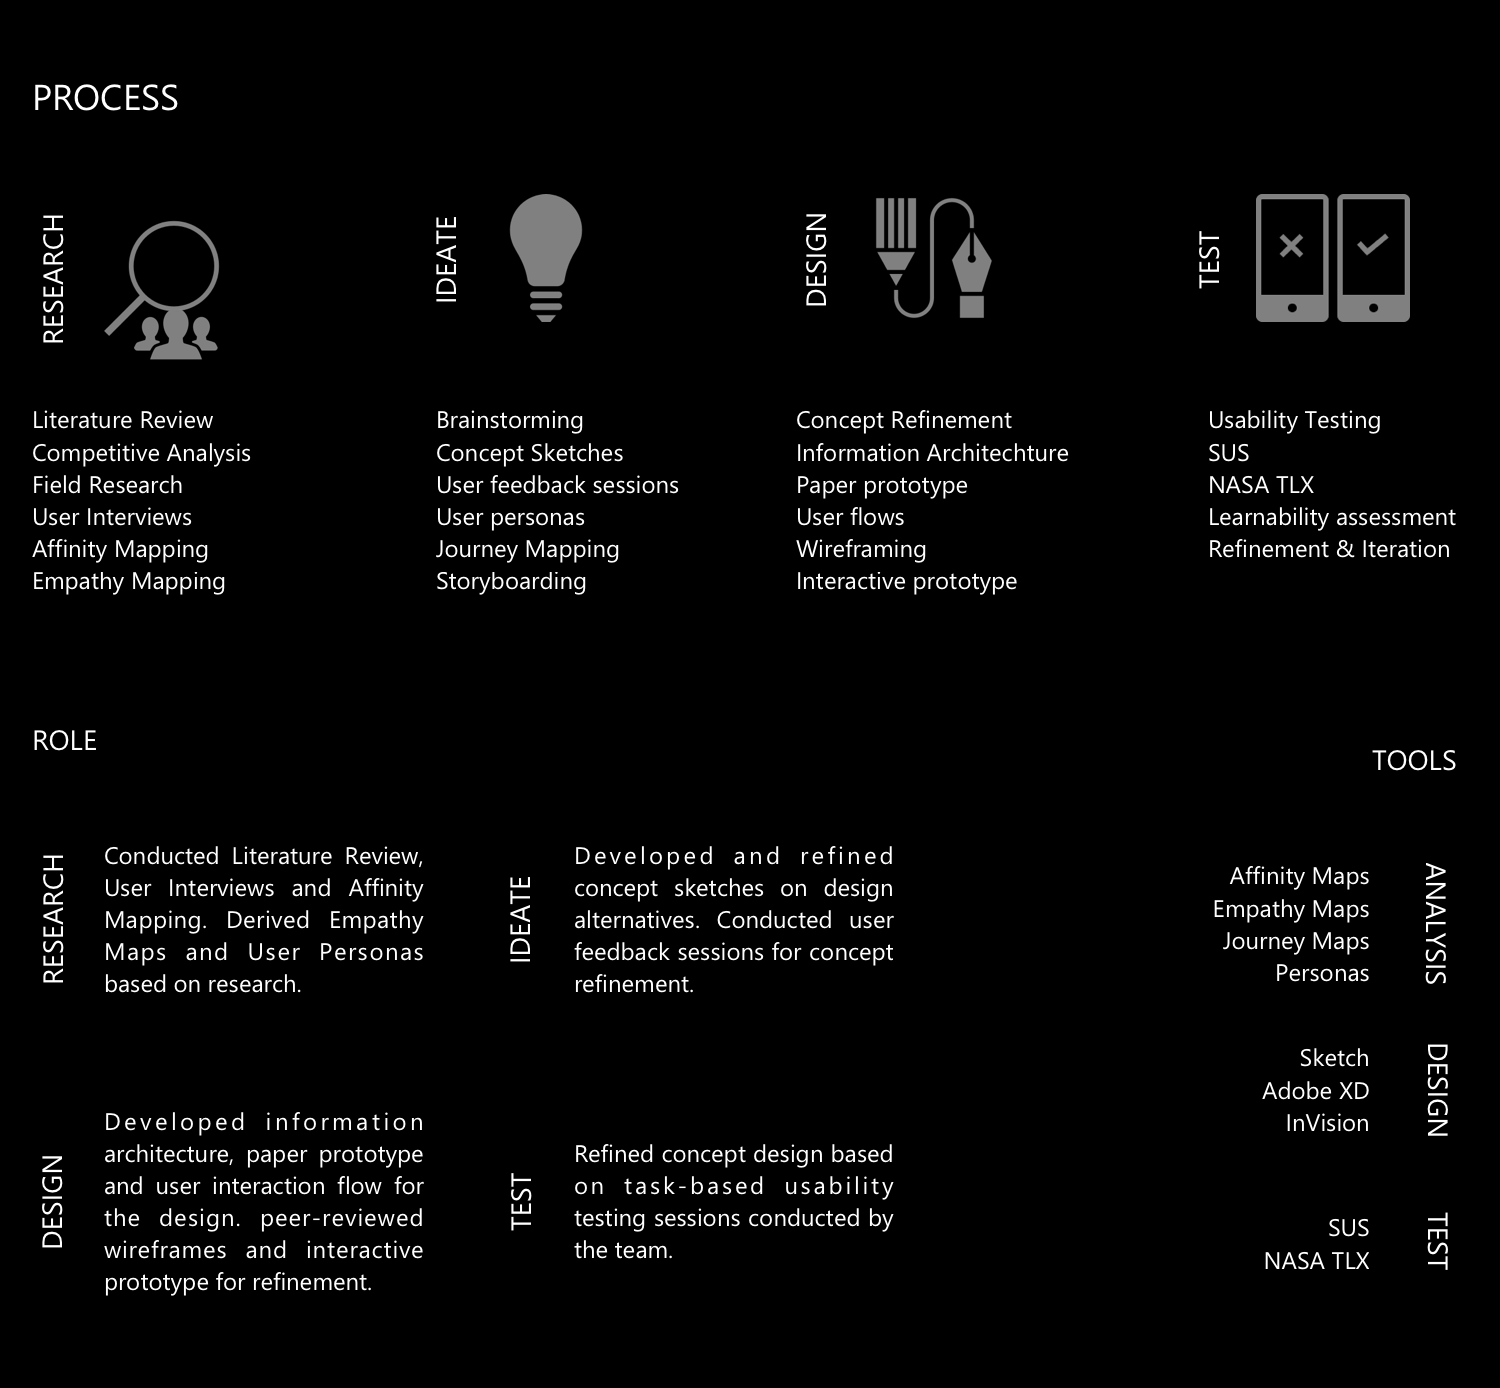 PROCESS
RESEARCH
Literature Review
Competitive Analysis
Field Research
User Interviews
Affinity Mapping
Empathy Mapping
IDEATE
Brainstorming
Concept Sketches
User feedback sessions
User personas
Journey Mapping
Storyboarding
DESIGN
Concept Refinement
Information Architechture
Paper prototype
User flows
Wireframing
Interactive prototype
TEST
Usability Testing
SUS
NASA TLX
Learnability assessment
Refinement & Iteration
ROLE
RESEARCH
Conducted Literature Review,
User Interviews and Affinity
Mapping. Derived Empathy
Maps and User Personas
based on research.
IDEATE
Developed and refined
concept sketches on design
alternatives. Conducted user
feedback sessions for concept
refinement.
DESIGN
Developed information
architecture, paper prototype
and user interaction flow for
the design. peer-reviewed
wireframes and interactive
prototype for refinement.
TEST
Refined concept design based
on task-based usability
testing sessions conducted by
the team.
TOOLS
ANALYSIS
Affinity Maps
Empathy Maps
Journey Maps
Personas
DESIGN
Sketch
Adobe XD
InVision
TEST
SUS
NASA TLX